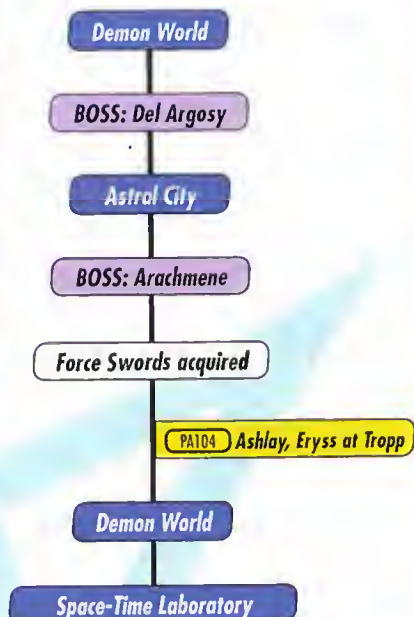 Demon World
BOSS: Del Argosy
Astral City
BOSS: Arachmene
Force Swords acquired
PA104 Ashlay, Eryss at Tropp
Demon World
Space-Time Laboratory